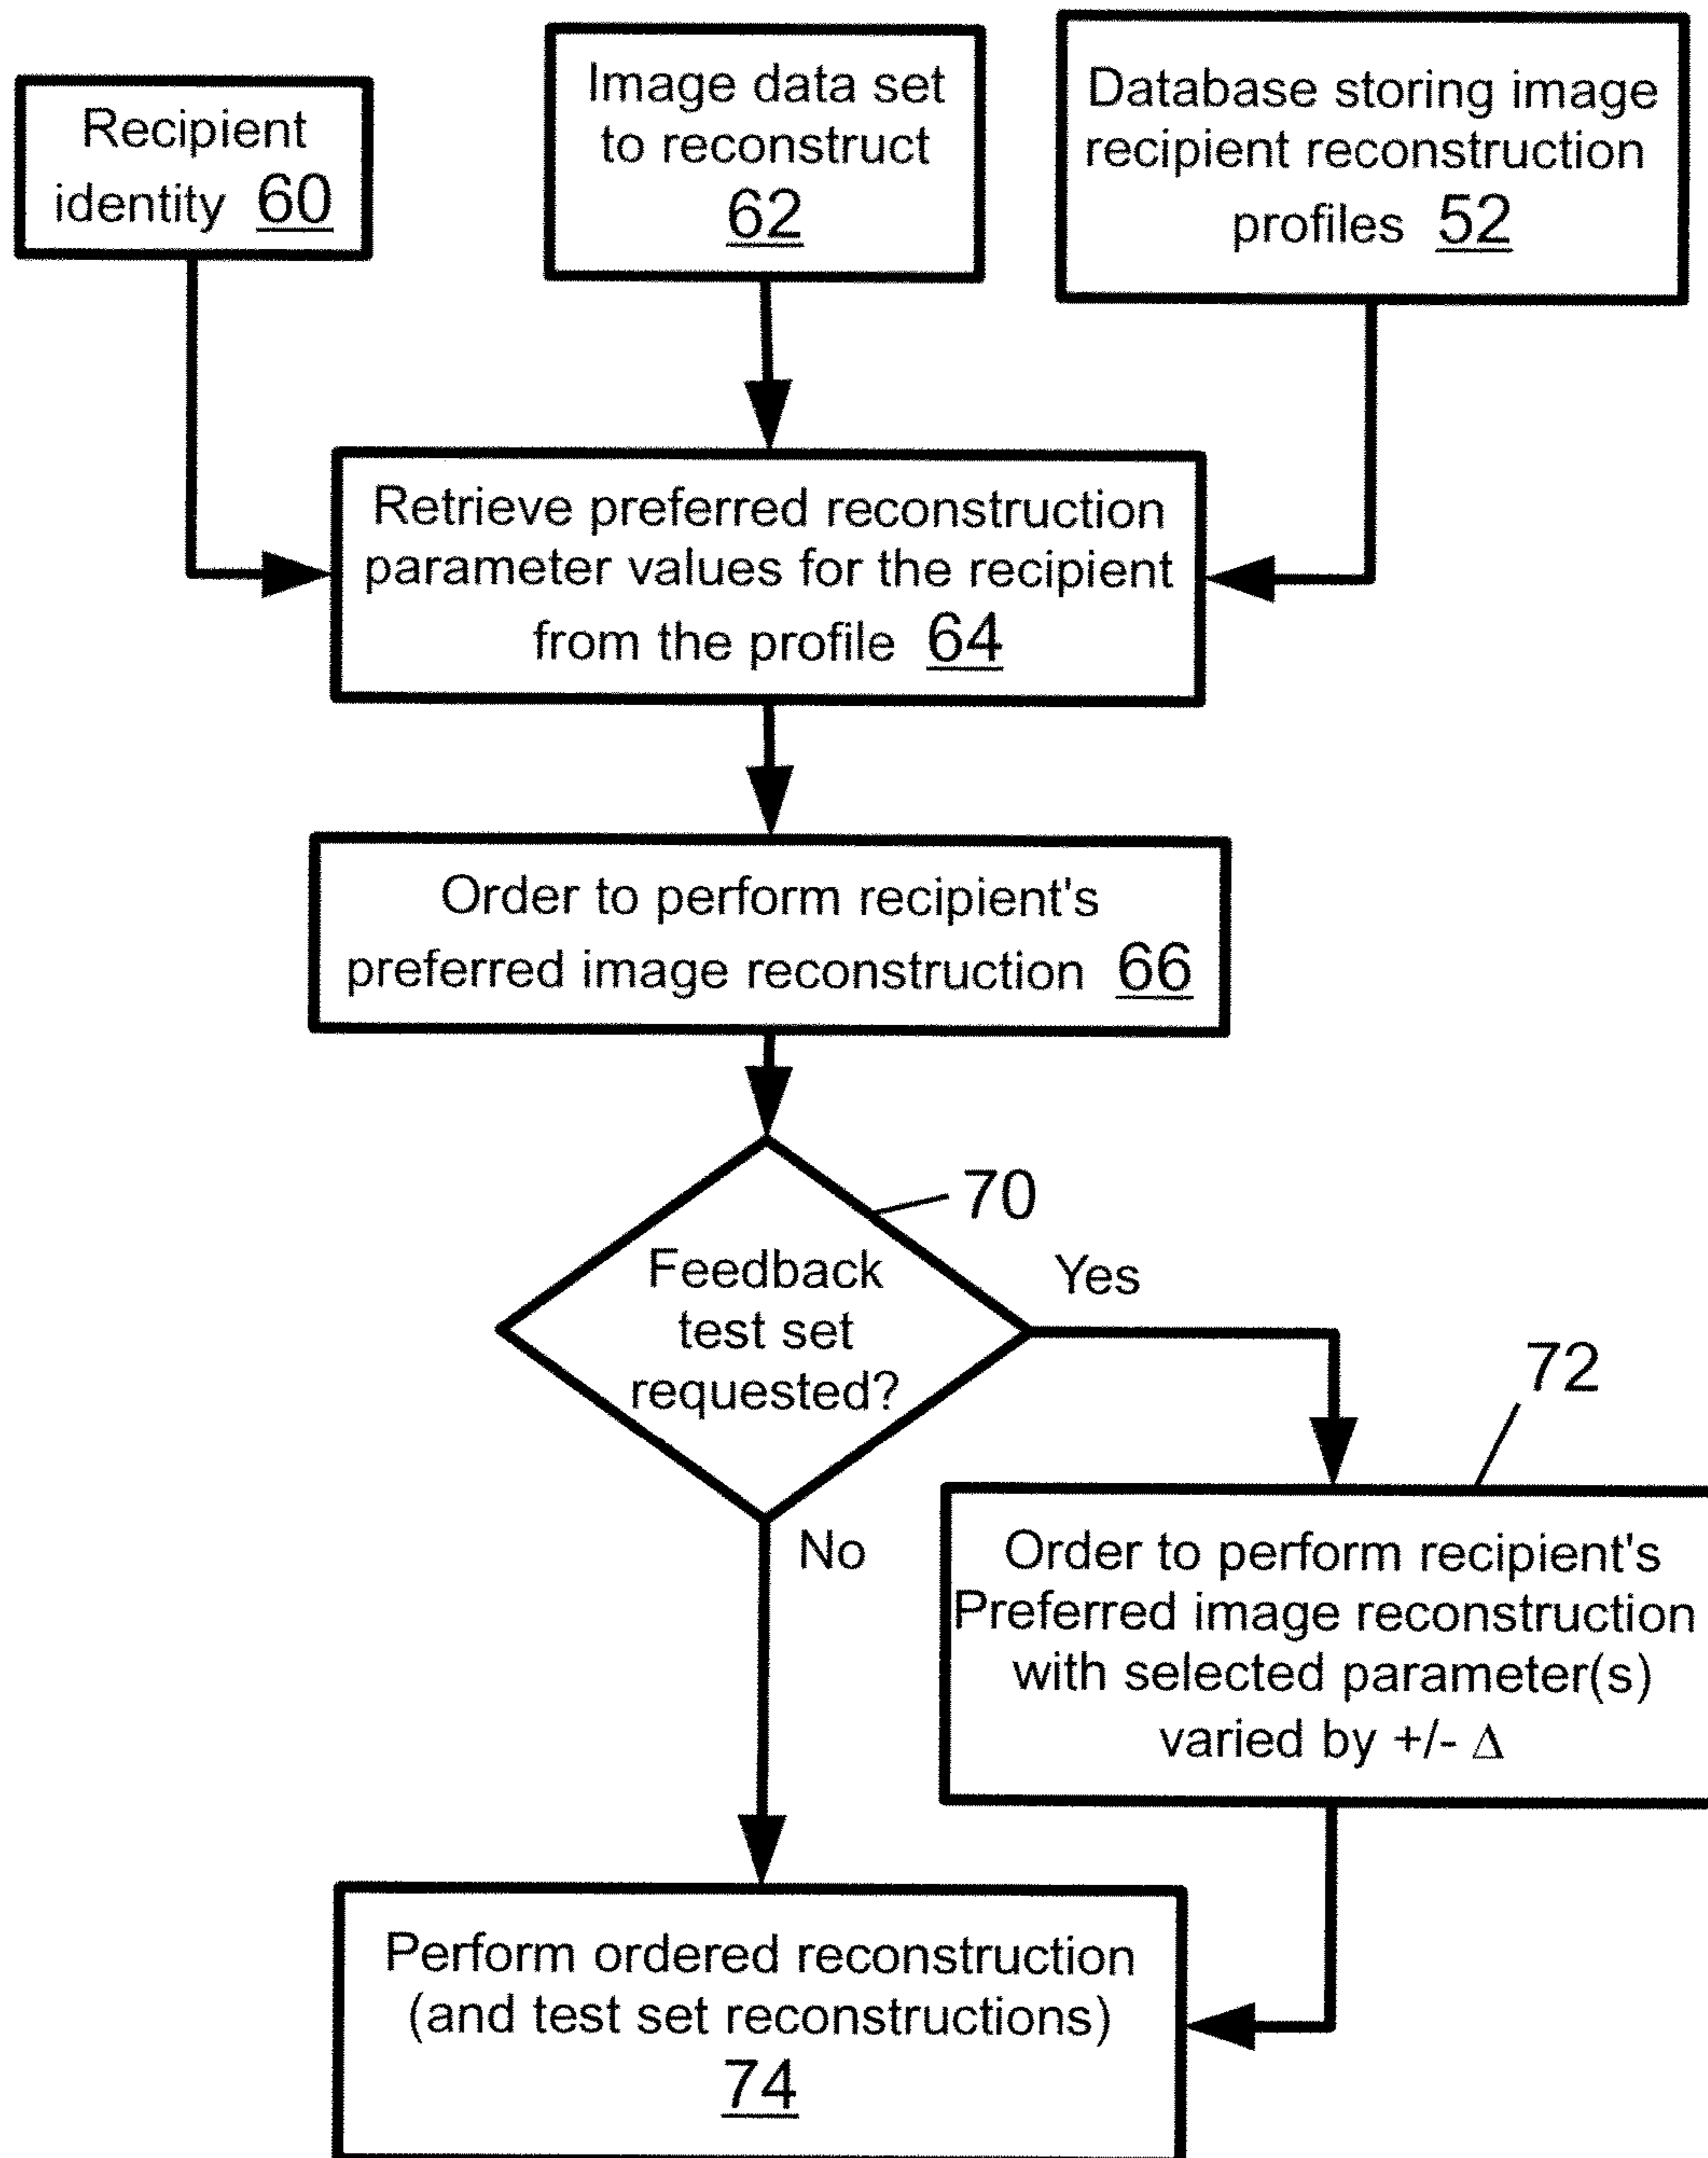 Recipient
identity 60
Image data set
to reconstruct
62
Database storing image
recipient reconstruction
profiles 52
Retrieve preferred reconstruction
parameter values for the recipient
from the profile 64
Order to perform recipient's
preferred image reconstruction 66
70
Feedback
test set
requested?
Yes
No
72
Order to perform recipient's
Preferred image reconstruction
with selected parameter(s)
varied by +/- Δ
Perform ordered reconstruction
(and test set reconstructions)
74